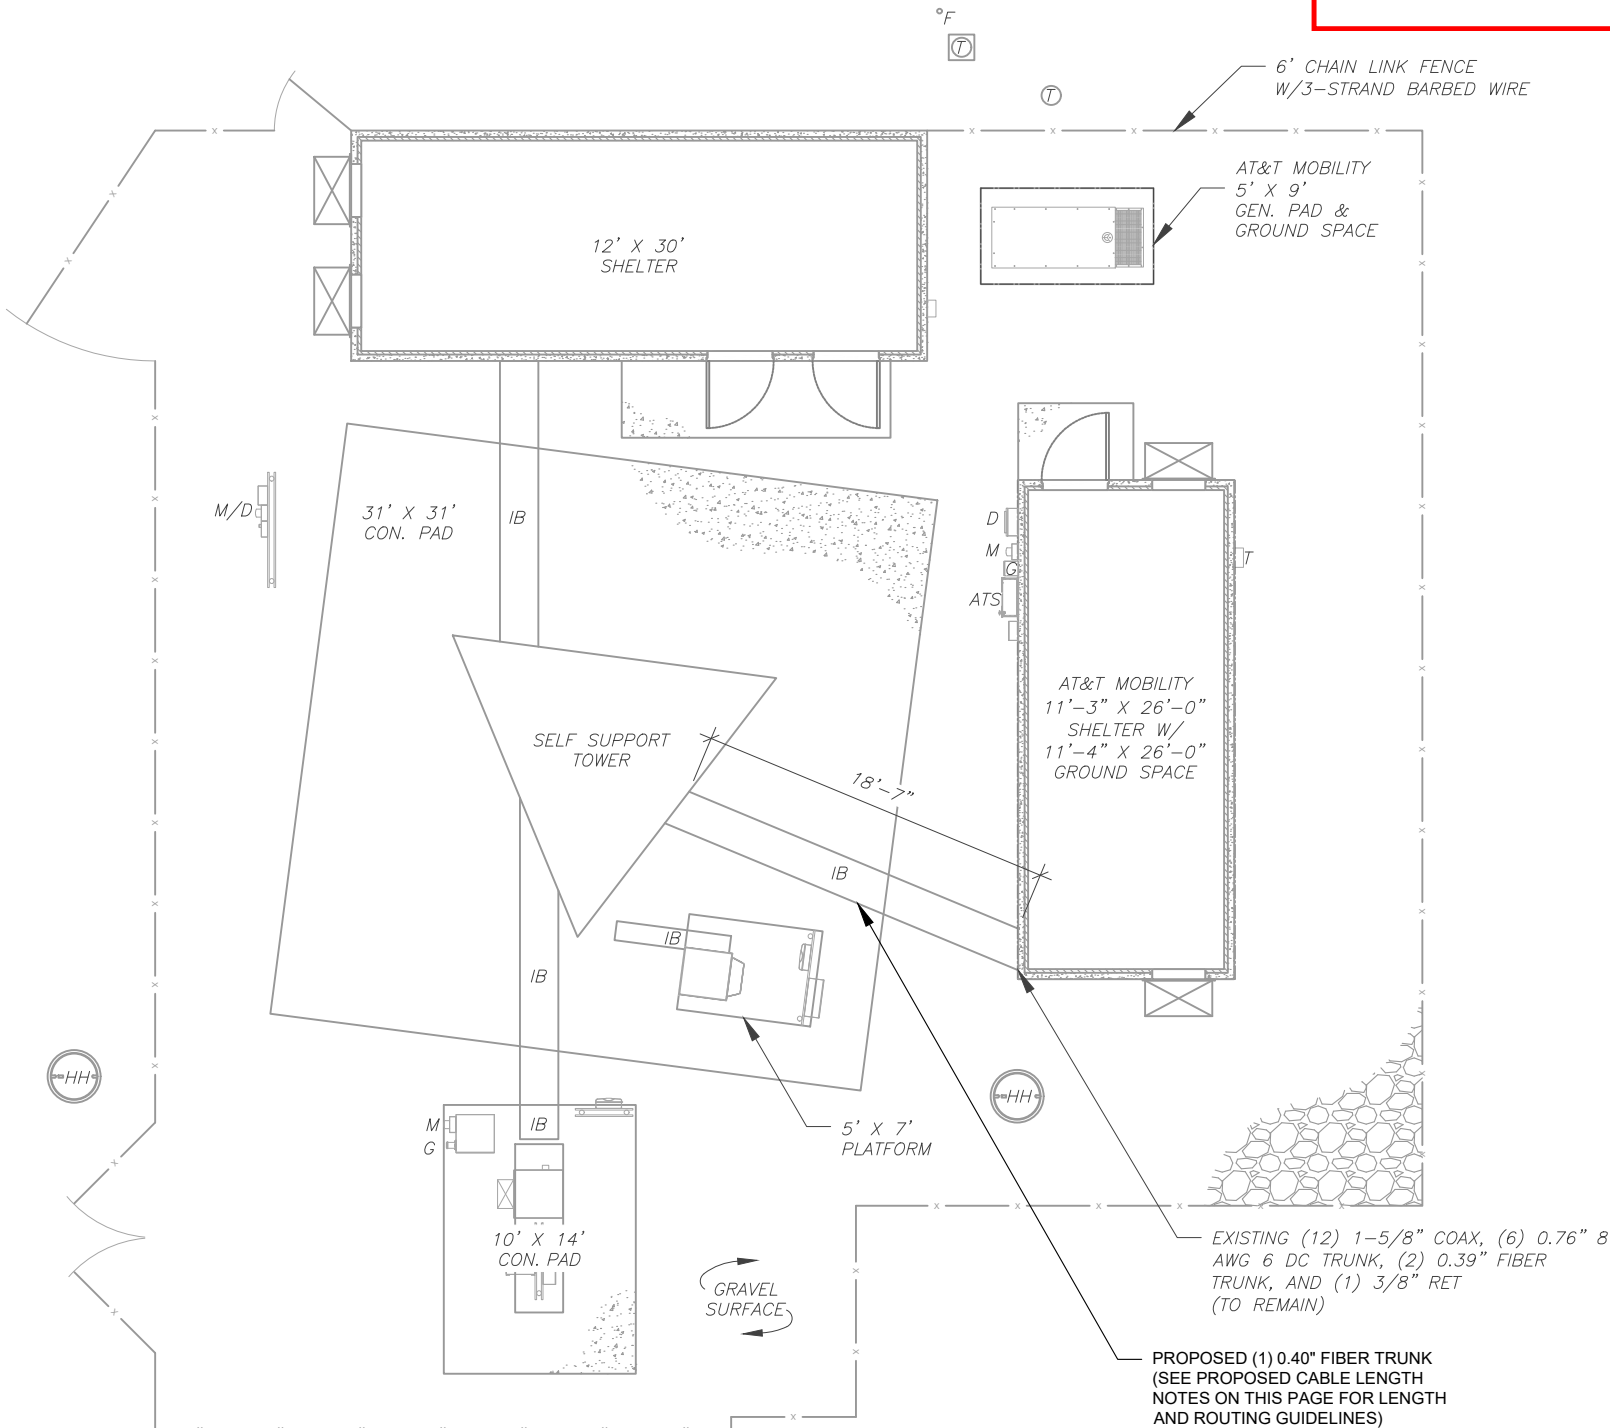 °F
T
T
6' CHAIN LINK FENCE
W/3-STRAND BARBED WIRE
AT&T MOBILITY
5' X 9'
GEN. PAD &
GROUND SPACE
12' X 30'
SHELTER
M/D
31' X 31'
CON. PAD
IB
D
M
G
ATS
T
AT&T MOBILITY
11'-3" X 26'-0"
SHELTER W/
11'-4" X 26'-0"
GROUND SPACE
SELF SUPPORT
TOWER
18'-7"
IB
IB
IB
HH
HH
M
G
IB
5' X 7'
PLATFORM
10' X 14'
CON. PAD
GRAVEL
SURFACE
EXISTING (12) 1-5/8" COAX, (6) 0.76" 8
AWG 6 DC TRUNK, (2) 0.39" FIBER
TRUNK, AND (1) 3/8" RET
(TO REMAIN)
PROPOSED (1) 0.40" FIBER TRUNK
(SEE PROPOSED CABLE LENGTH
NOTES ON THIS PAGE FOR LENGTH
AND ROUTING GUIDELINES)